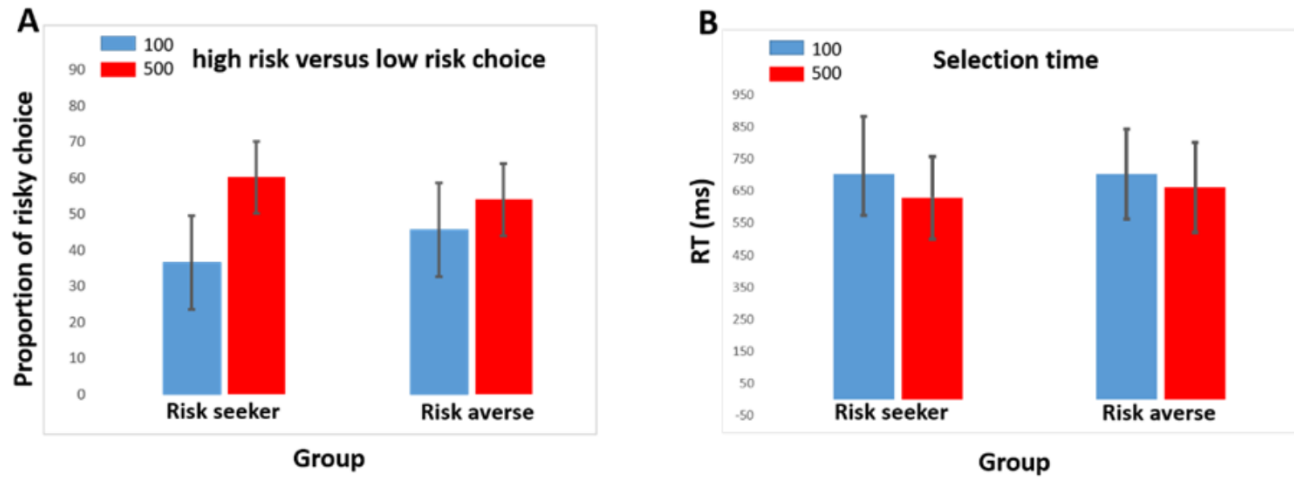 A
100
500
high risk versus low risk choice
Proportion of risky choice
90
80
70
60
50
40
30
20
10
0
Risk seeker
Risk averse
Group
B
100
500
Selection time
RT (ms)
950
850
750
650
550
450
350
250
150
50
-50
Risk seeker
Risk averse
Group